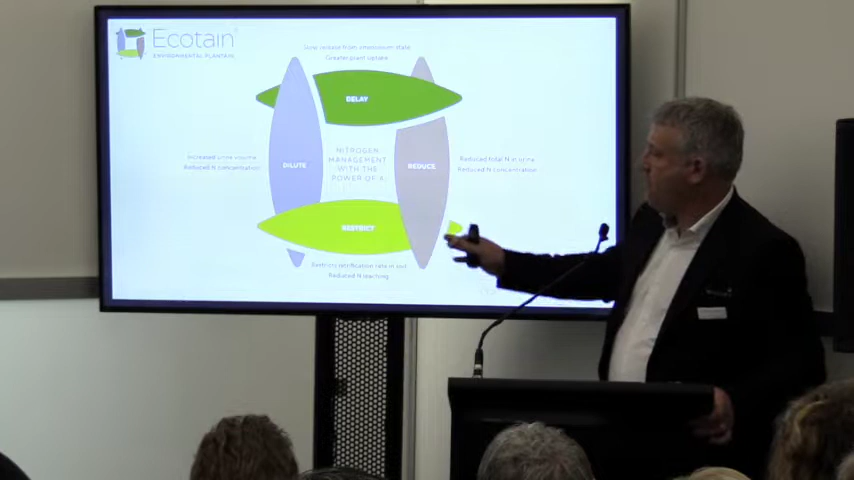 Ecotain
ENVIRONMENTAL PLANTAIN
Slow release from ammonium state
Greater plant uptake
DELAY
Increased urine volume
Reduced N concentration
DILUTE
NITROGEN
MANAGEMENT
WITH THE
POWER OF 4
REDUCE
Reduced total N in urine
Reduced N concentration
RESTRICT
Restricts nitrification rate in soil
Reduced N leaching